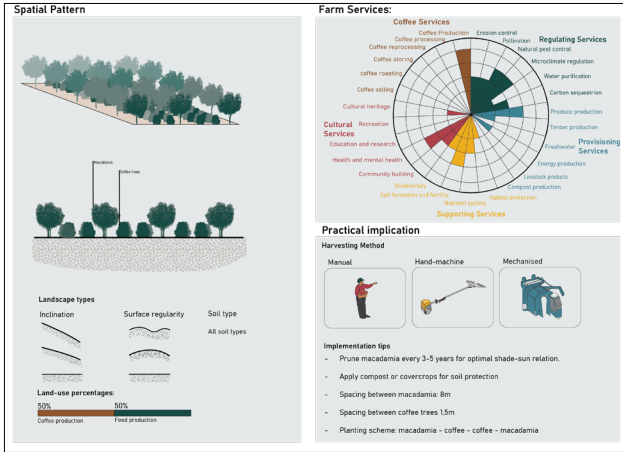 Spatial Pattern
Macadamia
Coffee trees
Landscape types
Inclination
Surface regularity
Soil type
All soil types
Land-use percentages:
50%
50%
Coffee production
Food production
Farm Services:
Coffee Services
Coffee Production
Coffee processing
Coffee reprocessing
Coffee storing
coffee roasting
Coffee selling
Cultural heritage
Cultural
Services
Recreation
Education and research
Health and mental health
Community building
Biodiversity
Soil formation and fertility
Nutrient cycling
Habitat protection
Supporting Services
Erosion control
Pollination
Regulating Services
Natural pest control
Microclimate regulation
Water purification
Carbon sequestrion
Produce production
Timber production
Freshwater
Provisioning
Services
Energy production
Livestock products
Compost production
Practical implication
Harvesting Method
Manual
Hand-machine
Mechanised
Implementation tips
- Prune macadamia every 3-5 years for optimal shade-sun relation.
- Apply compost or covercrops for soil protection
- Spacing between macadamia: 8m
- Spacing between coffee trees 1,5m
- Planting scheme: macadamia - coffee - coffee - macadamia